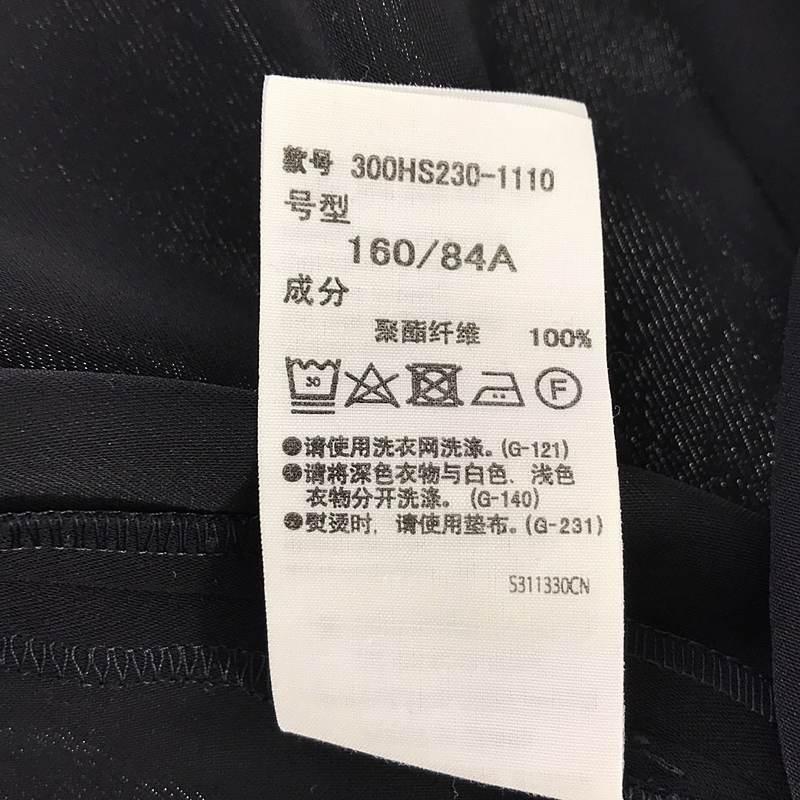 款号 300HS230-1110
号型
160/84A
成分
聚酯纤维 100%
30 F
●请使用洗衣网洗涤。(G-121)
●请将深色衣物与白色、浅色
衣物分开洗涤。(G-140)
●熨烫时，请使用垫布。(G-231)
S311330CN